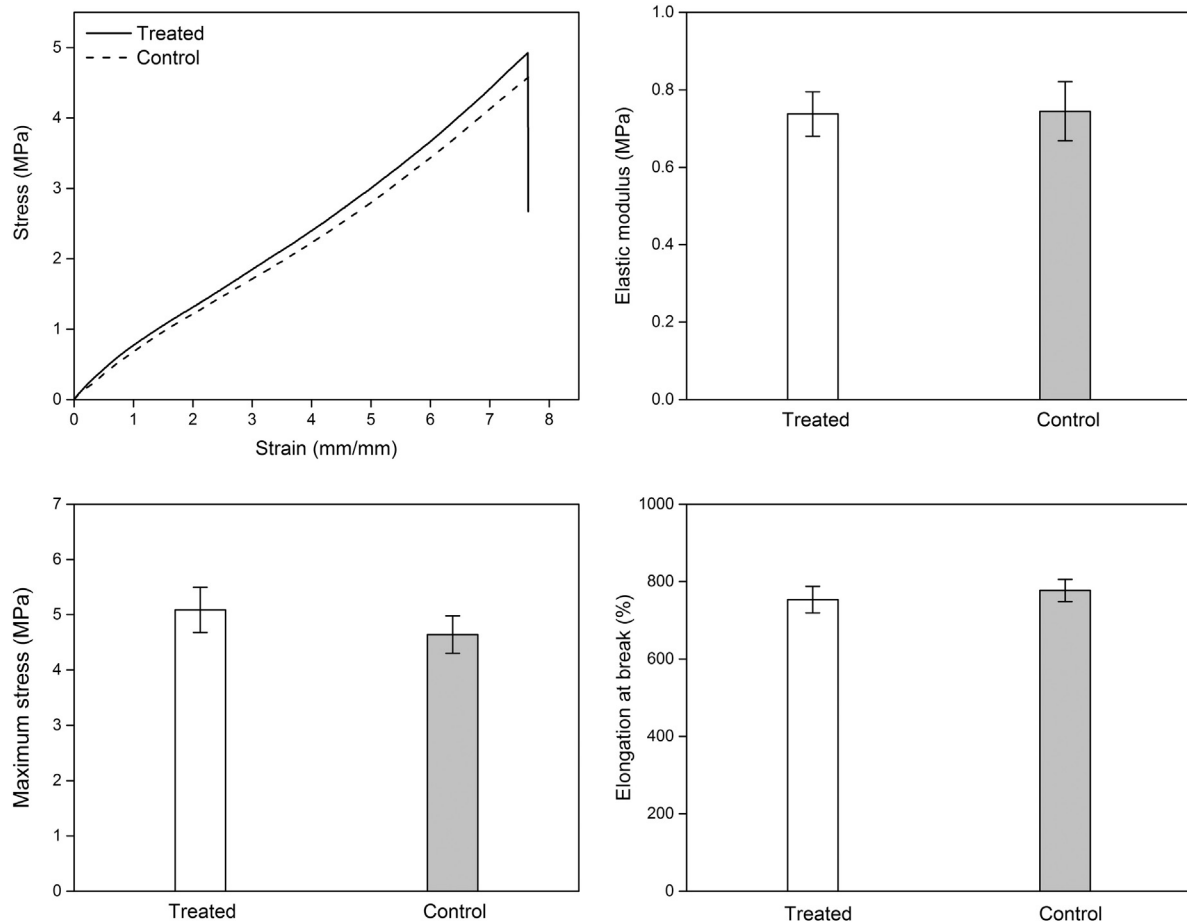 Treated
Control
5
4
3
2
1
0
Stress (MPa)
0 1 2 3 4 5 6 7 8
Strain (mm/mm)
1.0
0.8
0.6
0.4
0.2
0.0
Elastic modulus (MPa)
Treated Control
7
6
5
4
3
2
1
0
Maximum stress (MPa)
Treated Control
1000
800
600
400
200
0
Elongation at break (%)
Treated Control